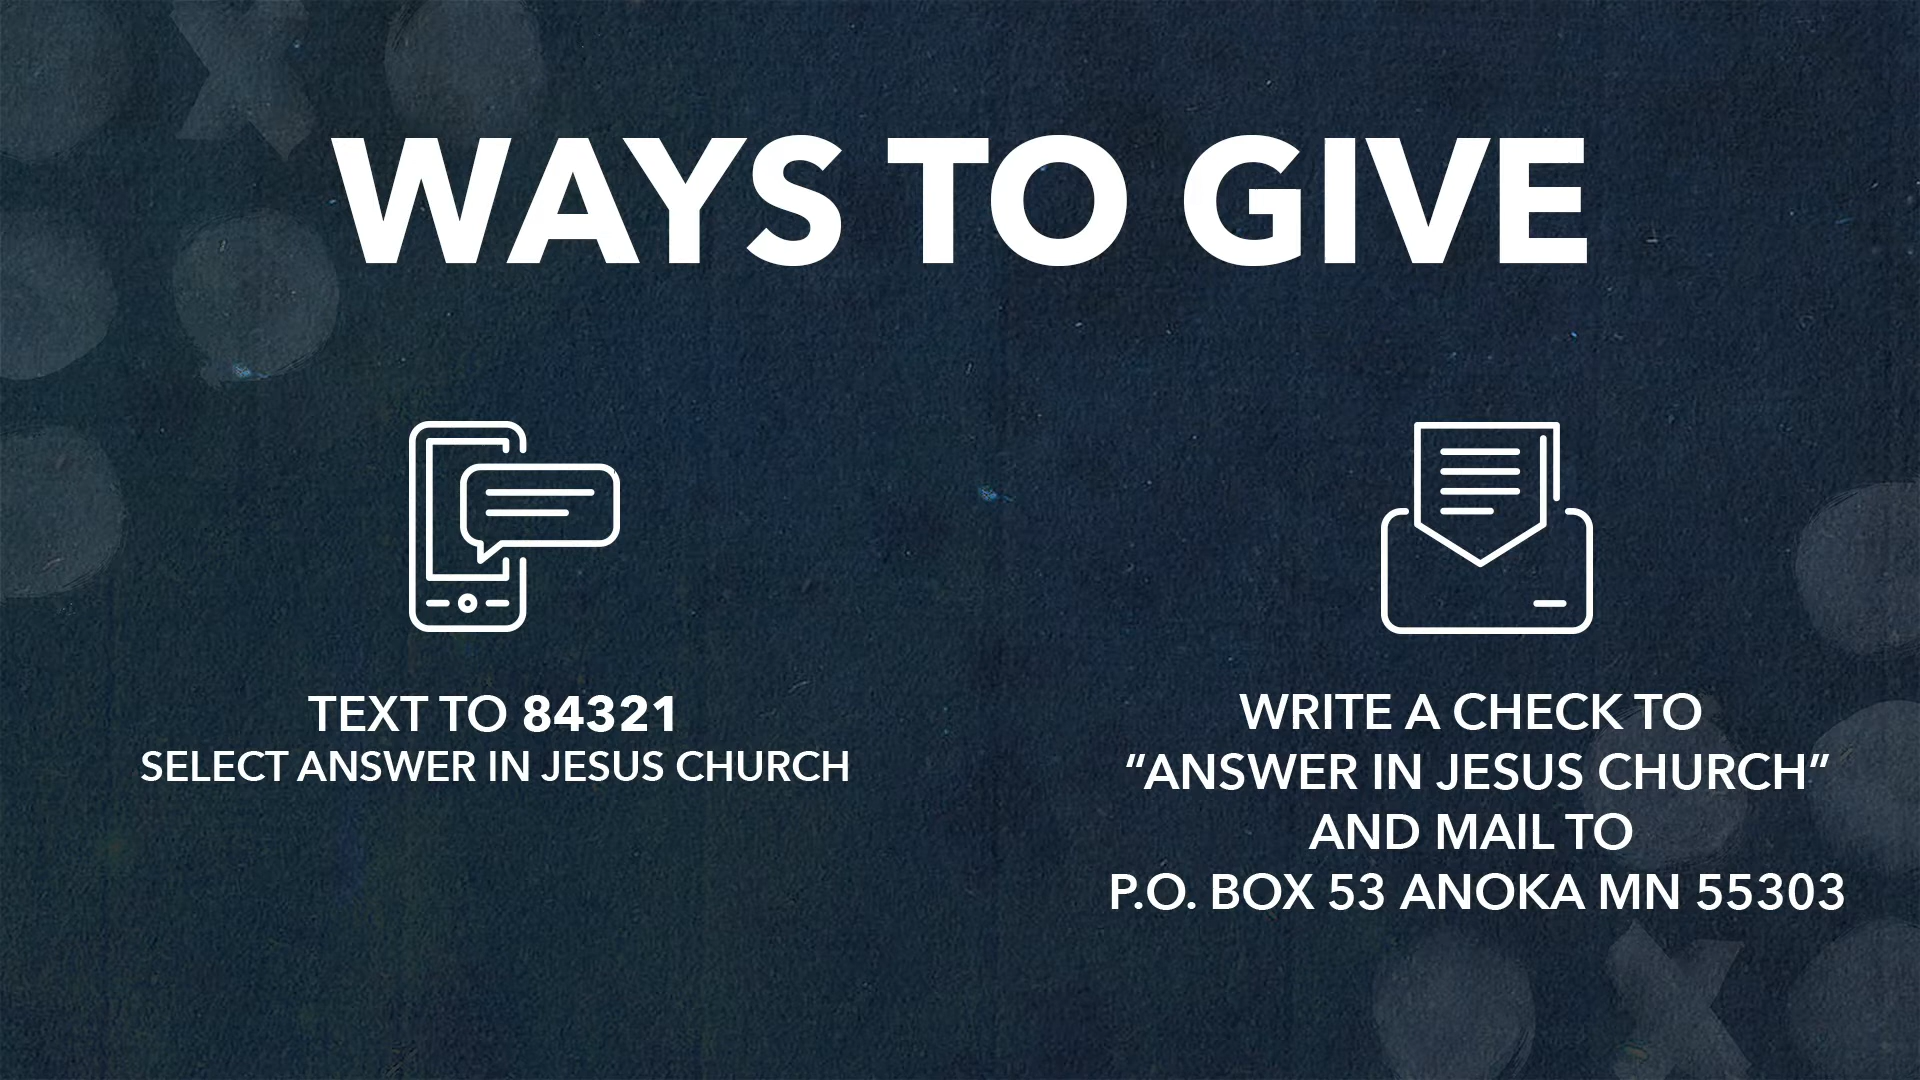 WAYS TO GIVE
TEXT TO 84321
SELECT ANSWER IN JESUS CHURCH
WRITE A CHECK TO
“ANSWER IN JESUS CHURCH”
AND MAIL TO
P.O. BOX 53 ANOKA MN 55303